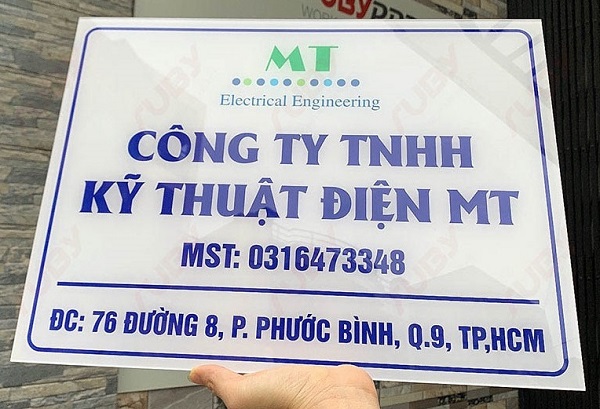 MT
Electrical Engineering
CÔNG TY TNHH
KỸ THUẬT ĐIỆN MT
MST: 0316473348
ĐC: 76 ĐƯỜNG 8, P. PHƯỚC BÌNH, Q.9, TP,HCM